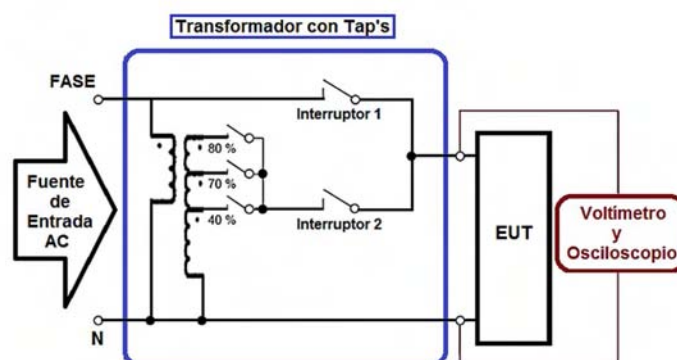 Transformador con Tap's
FASE
Interruptor 1
80 %
70 %
40 %
Interruptor 2
Fuente
de
Entrada
AC
EUT
Voltímetro
y
Osciloscopio
N